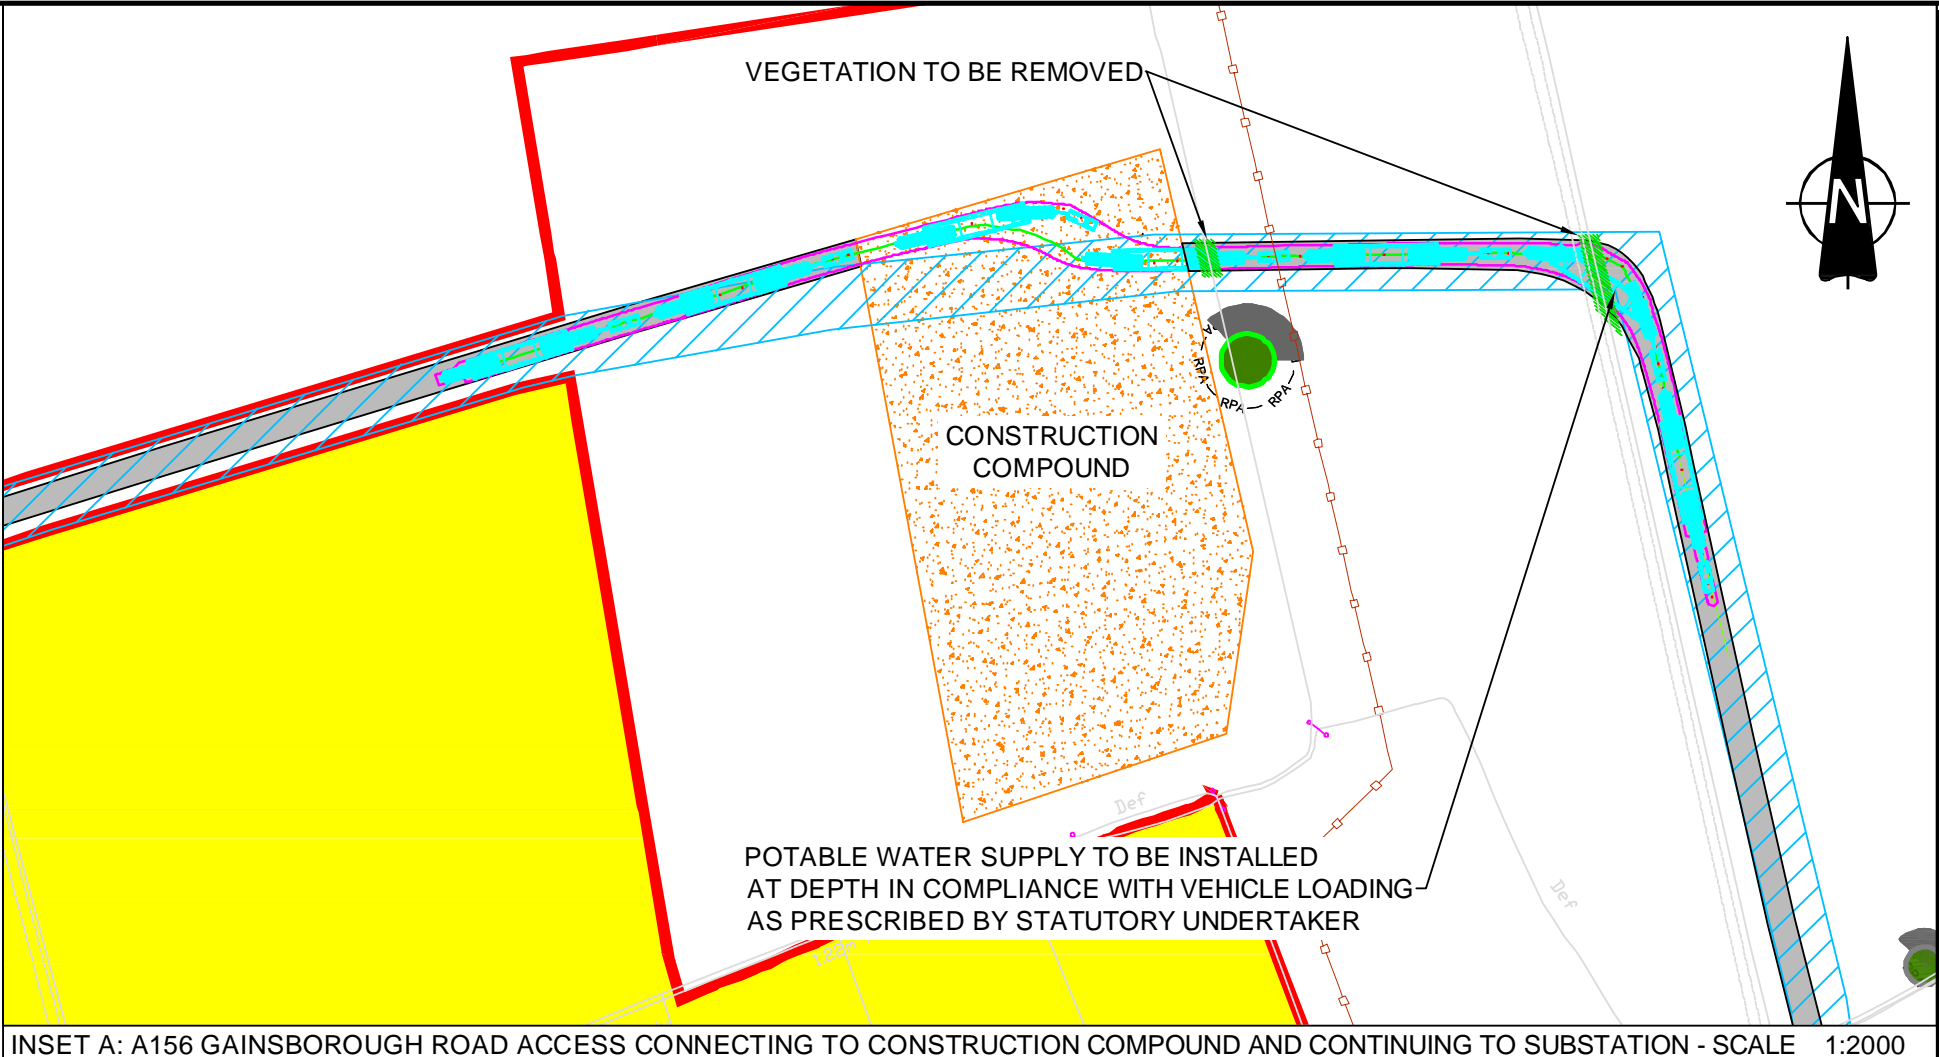 VEGETATION TO BE REMOVED
N
RPA
RPA
RPA
CONSTRUCTION
COMPOUND
Def
POTABLE WATER SUPPLY TO BE INSTALLED
AT DEPTH IN COMPLIANCE WITH VEHICLE LOADING
AS PRESCRIBED BY STATUTORY UNDERTAKER
Def
INSET A: A156 GAINSBOROUGH ROAD ACCESS CONNECTING TO CONSTRUCTION COMPOUND AND CONTINUING TO SUBSTATION - SCALE 1:2000